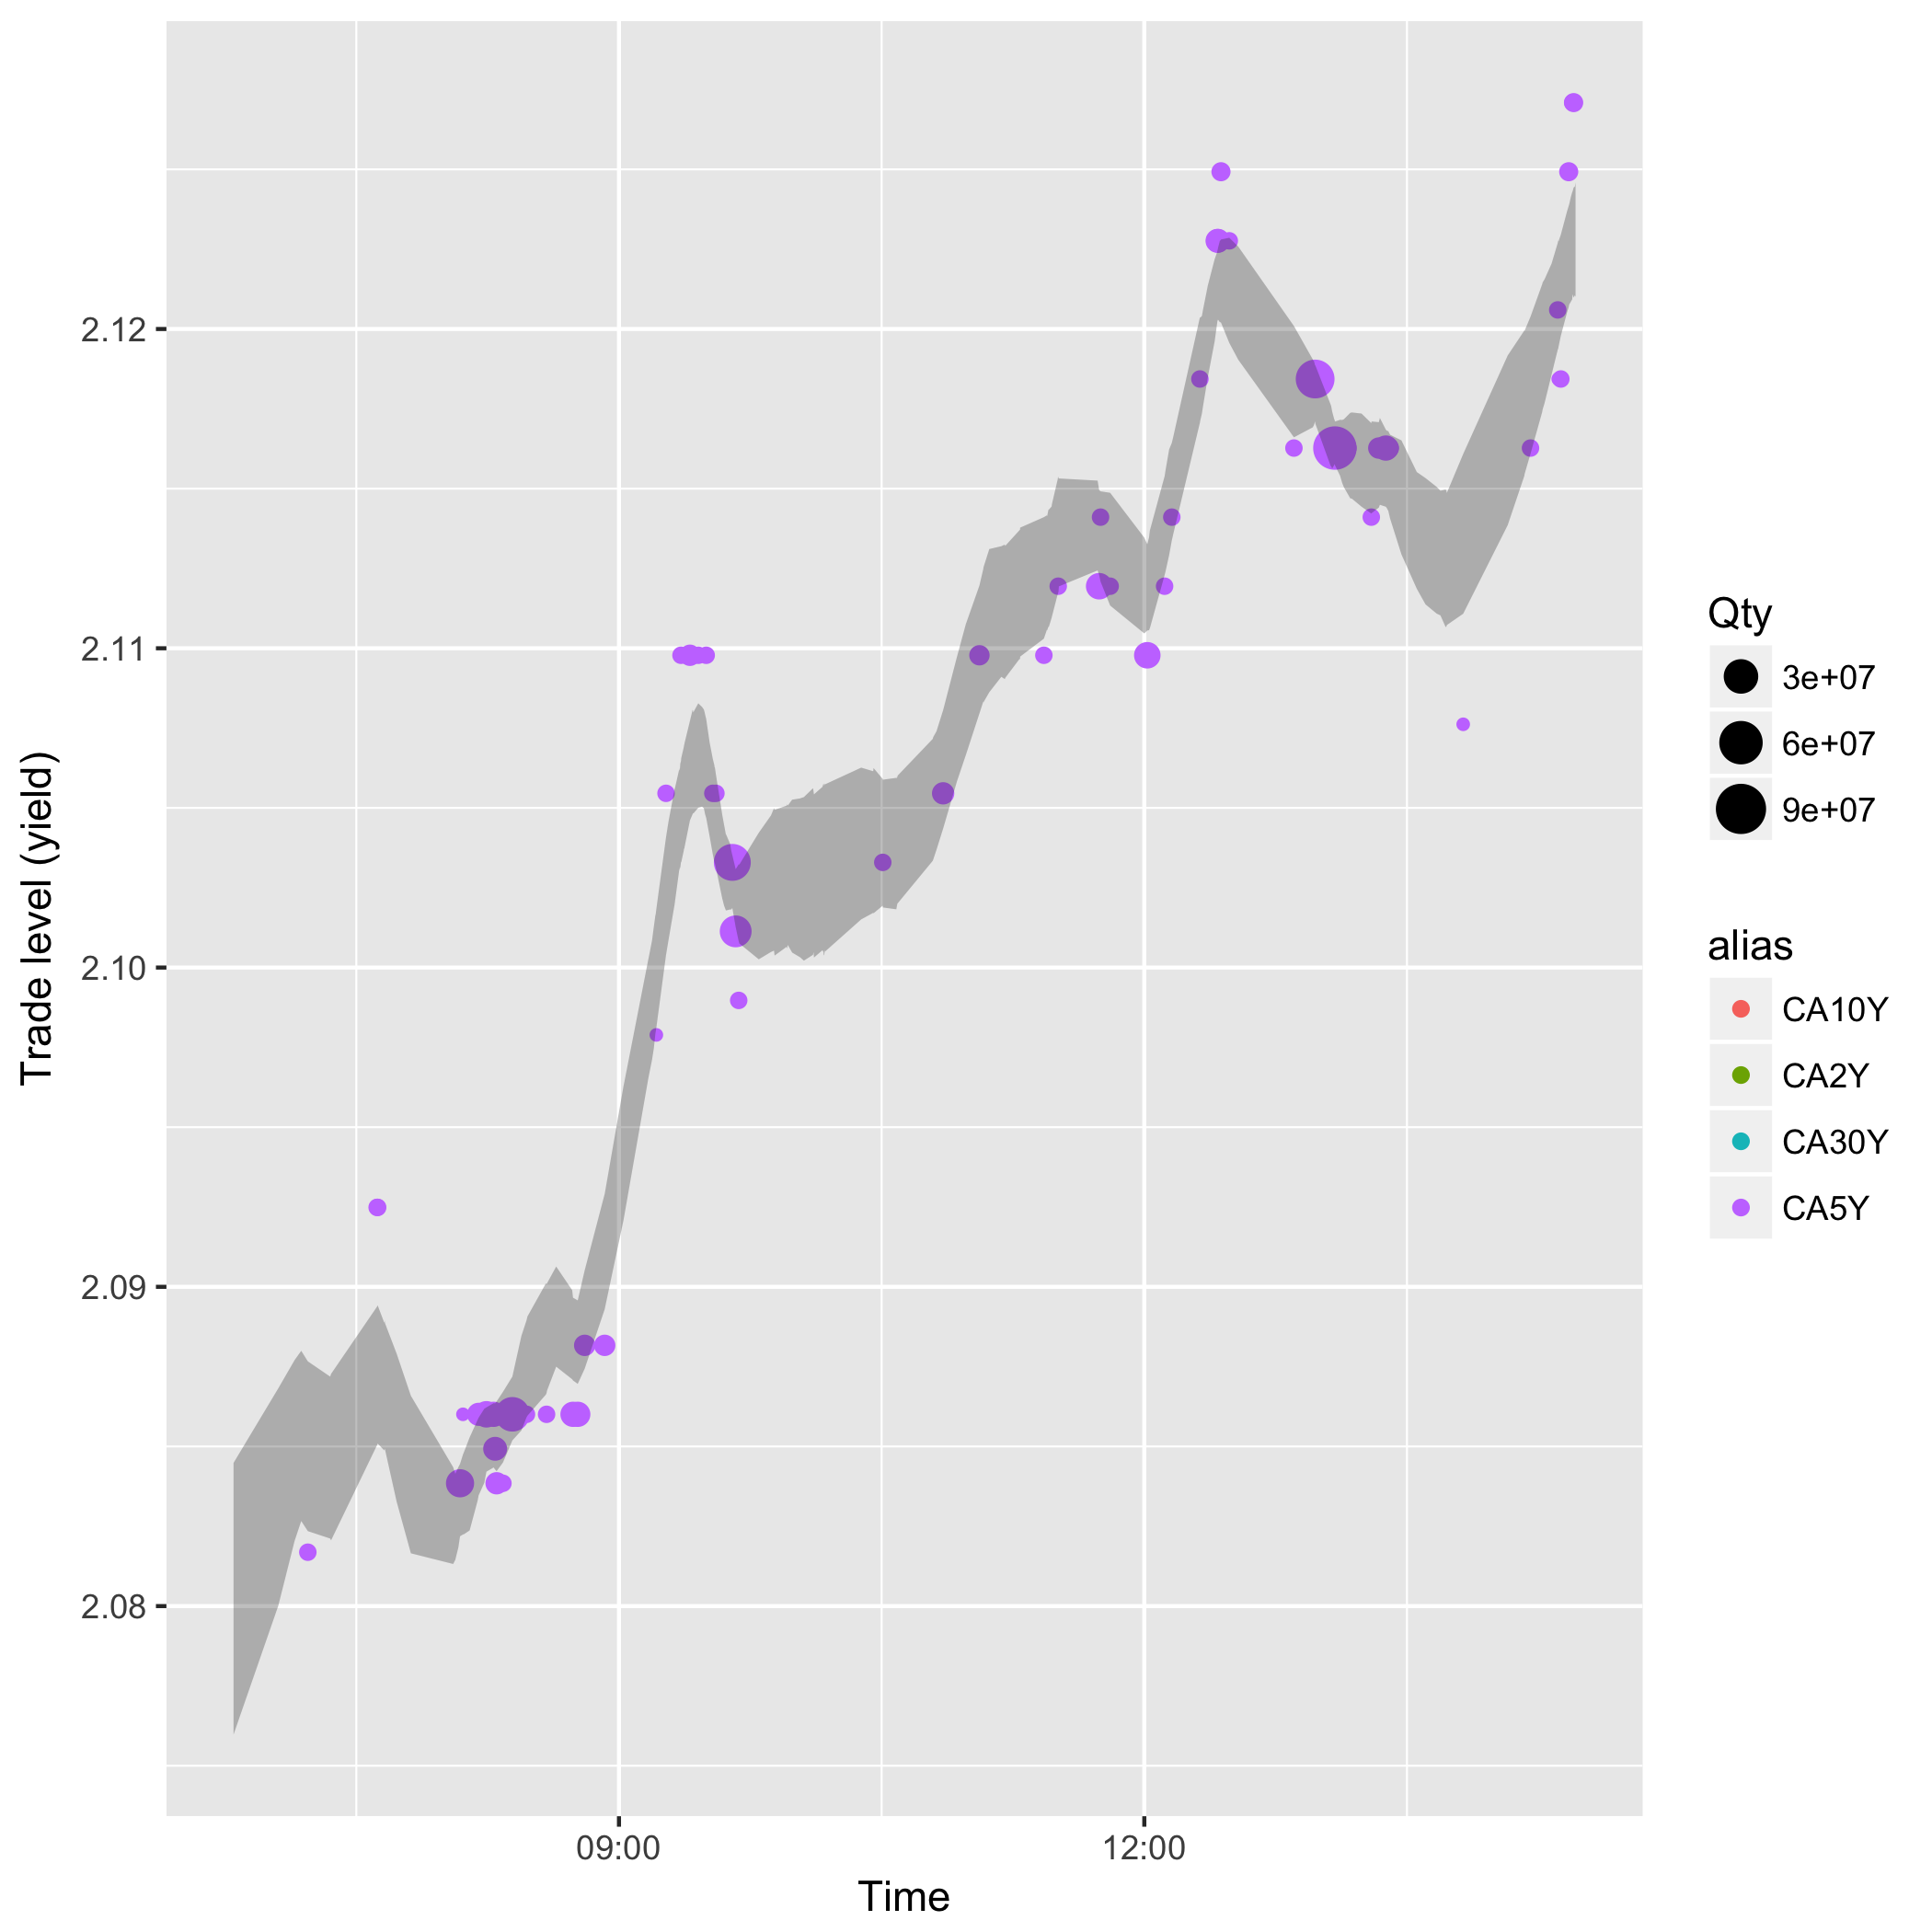 2.12
2.11
2.10
2.09
2.08
Trade level (yield)
09:00
12:00
Time
Qty
3e+07
6e+07
9e+07
alias
CA10Y
CA2Y
CA30Y
CA5Y